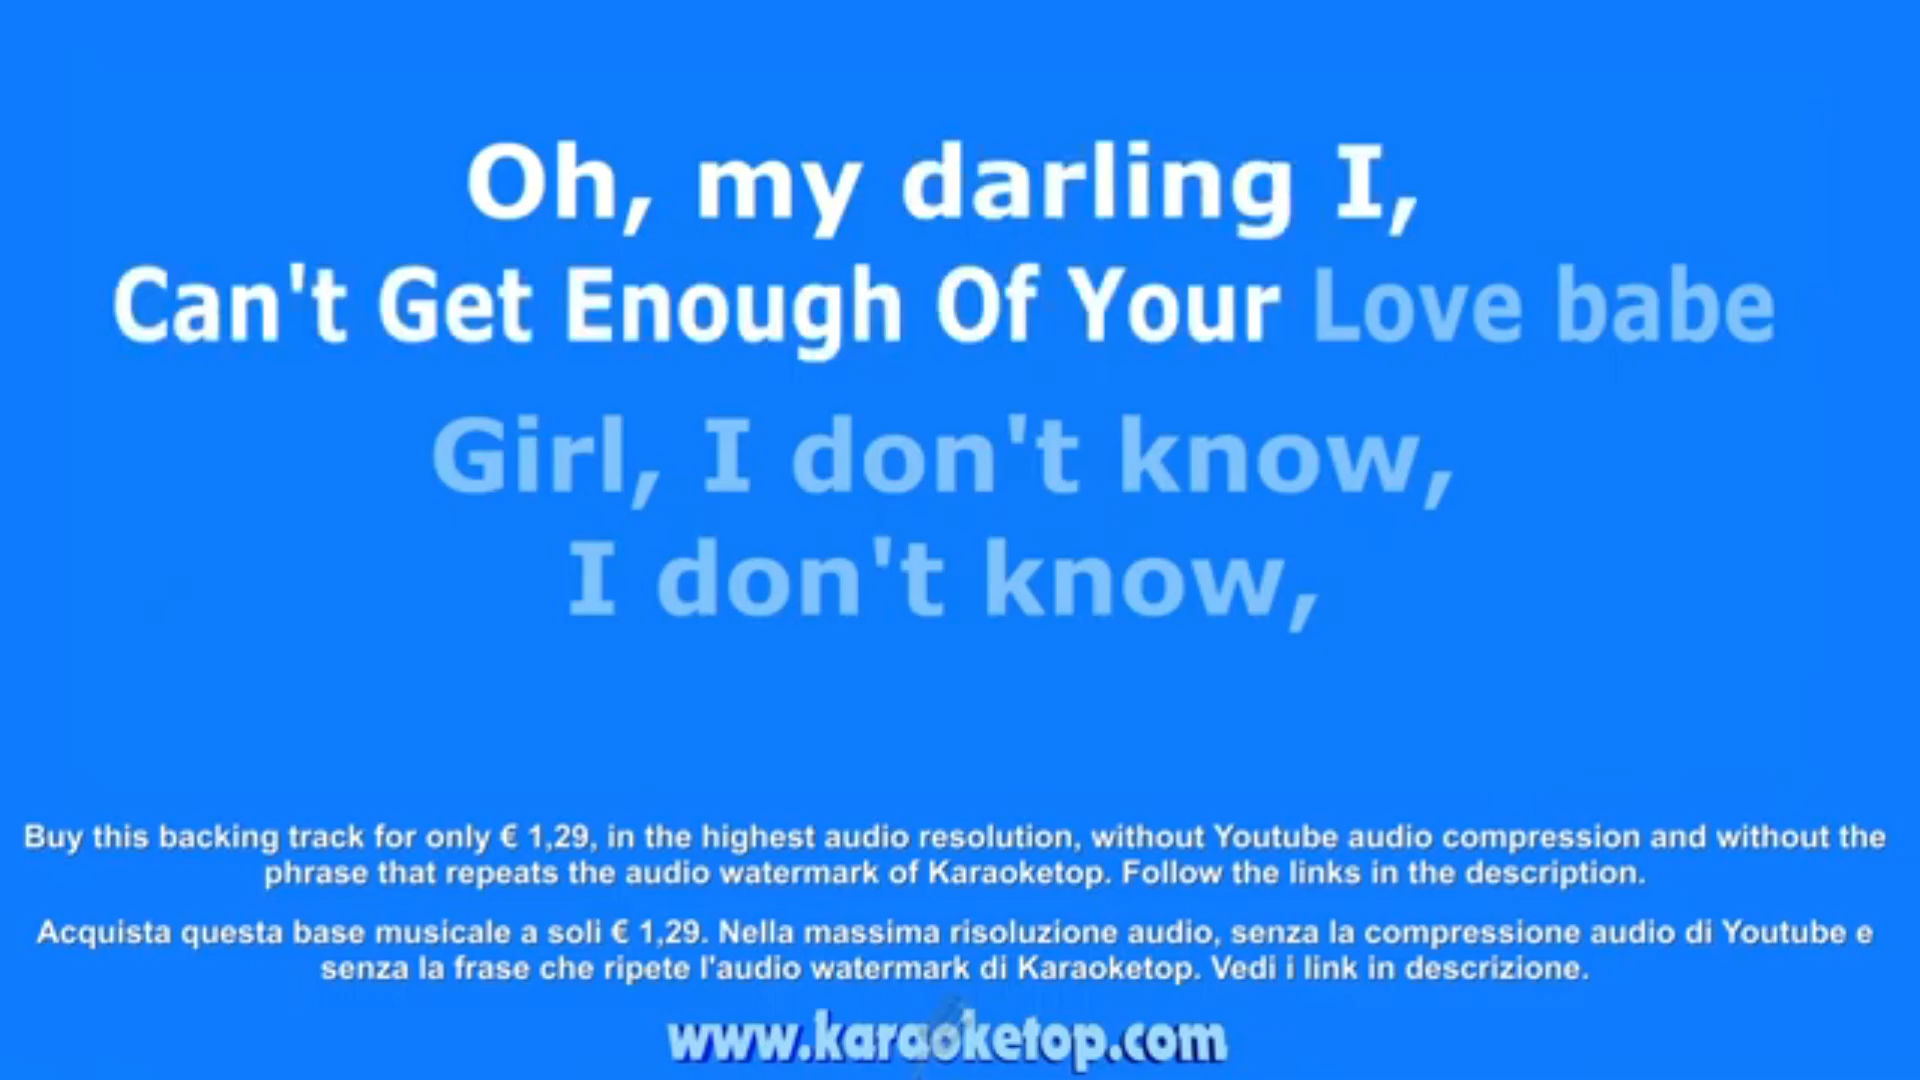 Oh, my darling I,
Can't Get Enough Of Your Love babe
Girl, I don't know,
I don't know,
Buy this backing track for only € 1,29, in the highest audio resolution, without Youtube audio compression and without the
phrase that repeats the audio watermark of Karaoketop. Follow the links in the description.
Acquista questa base musicale a soli € 1,29. Nella massima risoluzione audio, senza la compressione audio di Youtube e
senza la frase che ripete l'audio watermark di Karaoketop. Vedi i link in descrizione.
www.karaoketop.com